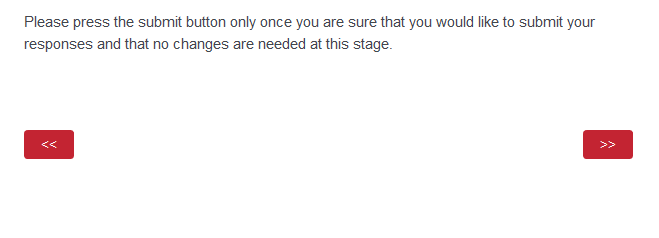 Please press the submit button only once you are sure that you would like to submit your
responses and that no changes are needed at this stage.
<<
>>